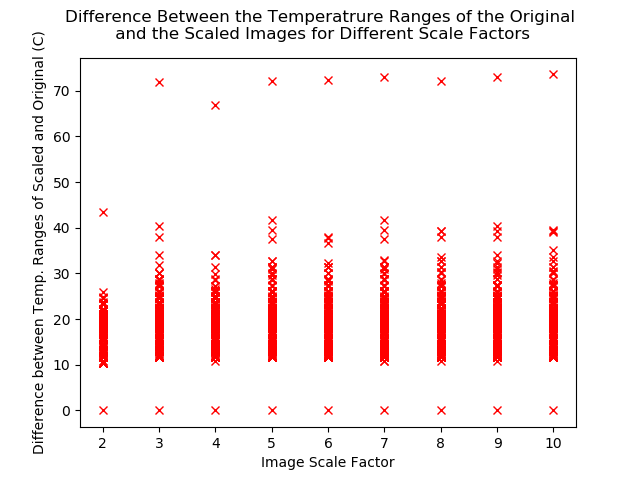 Difference Between the Temperatrure Ranges of the Original
and the Scaled Images for Different Scale Factors
Difference between Temp. Ranges of Scaled and Original (C)
70
60
50
40
30
20
10
0
2 3 4 5 6 7 8 9 10
Image Scale Factor